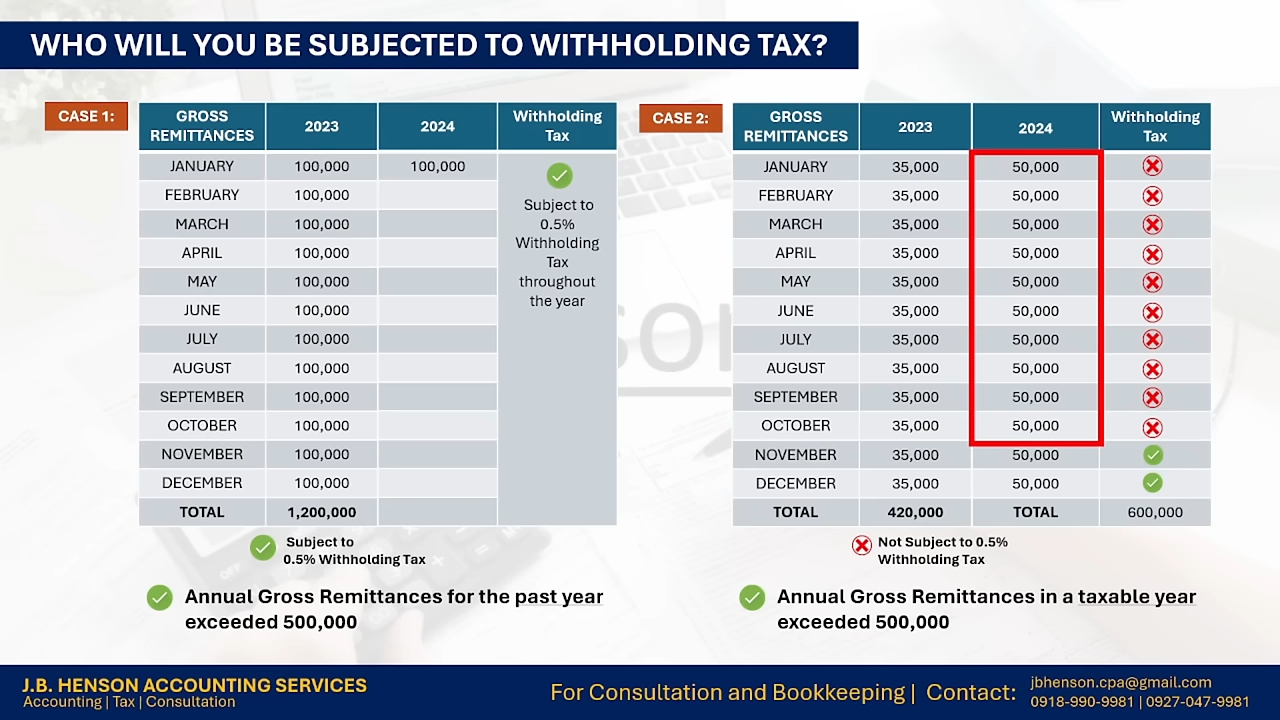 WHO WILL YOU BE SUBJECTED TO WITHHOLDING TAX?
CASE 1:
GROSS REMITTANCES 2023 2024 Withholding Tax
JANUARY 100,000 100,000
FEBRUARY 100,000
MARCH 100,000
APRIL 100,000
MAY 100,000
JUNE 100,000
JULY 100,000
AUGUST 100,000
SEPTEMBER 100,000
OCTOBER 100,000
NOVEMBER 100,000
DECEMBER 100,000
TOTAL 1,200,000
Subject to
0.5%
Withholding
Tax
throughout
the year
Subject to
0.5% Withholding Tax
Annual Gross Remittances for the past year
exceeded 500,000
CASE 2:
GROSS REMITTANCES 2023 2024 Withholding Tax
JANUARY 35,000 50,000
FEBRUARY 35,000 50,000
MARCH 35,000 50,000
APRIL 35,000 50,000
MAY 35,000 50,000
JUNE 35,000 50,000
JULY 35,000 50,000
AUGUST 35,000 50,000
SEPTEMBER 35,000 50,000
OCTOBER 35,000 50,000
NOVEMBER 35,000 50,000
DECEMBER 35,000 50,000
TOTAL 420,000 TOTAL 600,000
Not Subject to 0.5%
Withholding Tax
Annual Gross Remittances in a taxable year
exceeded 500,000
J.B. HENSON ACCOUNTING SERVICES
Accounting | Tax | Consultation
For Consultation and Bookkeeping | Contact:
jbhenson.cpa@gmail.com
0918-990-9981 | 0927-047-9981